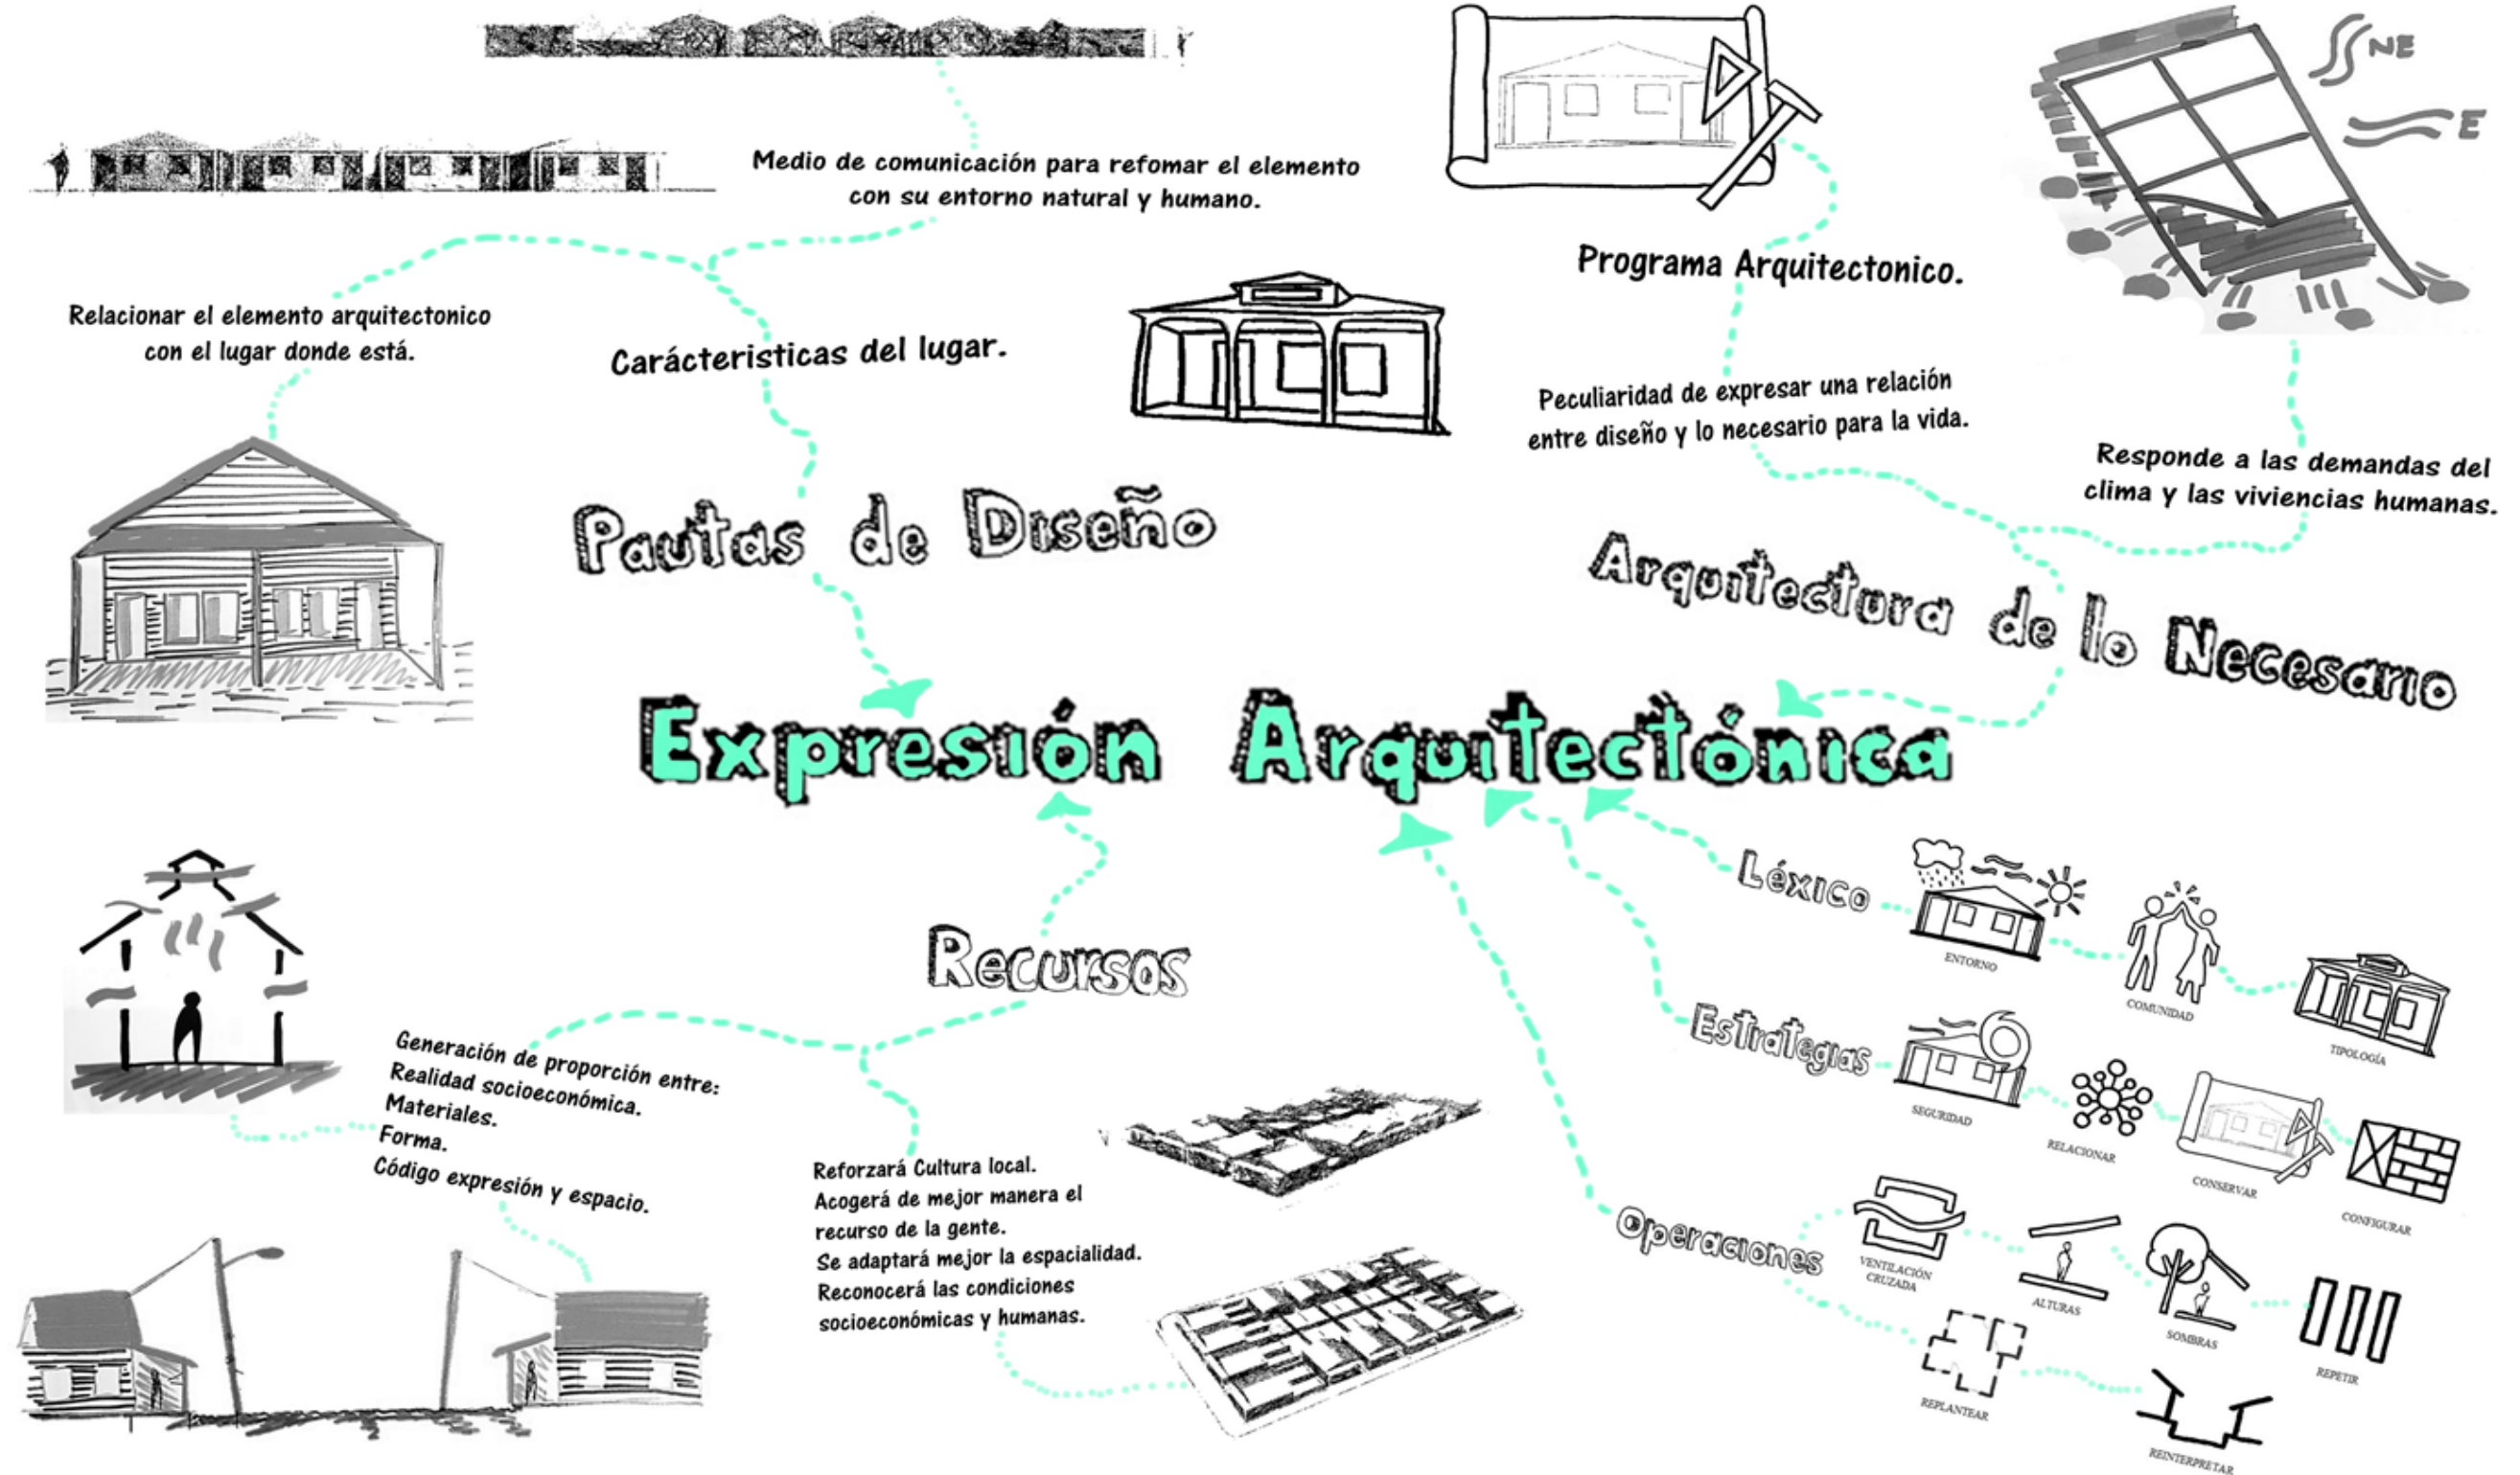 NE
E
Medio de comunicación para refomar el elemento
con su entorno natural y humano.
Relacionar el elemento arquitectonico
con el lugar donde está.
Carácteristicas del lugar.
Pautas de Diseño
Programa Arquitectonico.
Peculiaridad de expresar una relación
entre diseño y lo necesario para la vida.
Responde a las demandas del
clima y las viviencias humanas.
Arquitectura de lo Necesario
Expresión Arquitectónica
Recursos
Generación de proporción entre:
Realidad socioeconómica.
Materiales.
Forma.
Código expresión y espacio.
Reforzará Cultura local.
Acogerá de mejor manera el
recurso de la gente.
Se adaptará mejor la espacialidad.
Reconocerá las condiciones
socioeconómicas y humanas.
Léxico
ENTORNO
COMUNIDAD
TIPOLOGÍA
Estrategias
SEGURIDAD
RELACIONAR
CONSERVAR
CONFIGURAR
Operaciones
VENTILACIÓN
CRUZADA
ALTURAS
SOMBRAS
REPETIR
REPLANTEAR
REINTERPRETAR